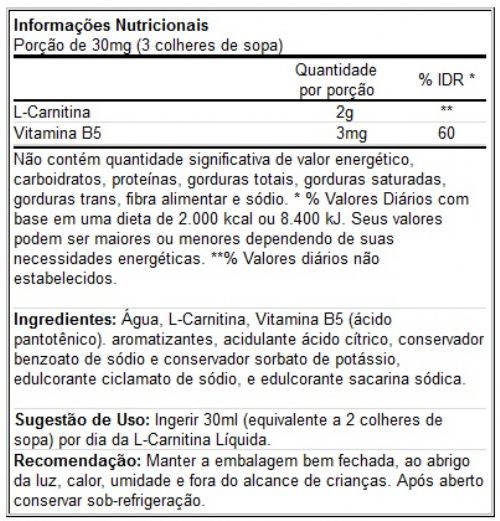 Informações Nutricionais
Porção de 30mg (3 colheres de sopa)
Quantidade por porção % IDR *
L-Carnitina 2g **
Vitamina B5 3mg 60
Não contém quantidade significativa de valor energético,
carboidratos, proteínas, gorduras totais, gorduras saturadas,
gorduras trans, fibra alimentar e sódio. * % Valores Diários com
base em uma dieta de 2.000 kcal ou 8.400 kJ. Seus valores
podem ser maiores ou menores dependendo de suas
necessidades energéticas. **% Valores diários não
estabelecidos.
Ingredientes: Água, L-Carnitina, Vitamina B5 (ácido
pantotênico). aromatizantes, acidulante ácido cítrico, conservador
benzoato de sódio e conservador sorbato de potássio,
edulcorante ciclamato de sódio, e edulcorante sacarina sódica.
Sugestão de Uso: Ingerir 30ml (equivalente a 2 colheres de
sopa) por dia da L-Carnitina Líquida.
Recomendação: Manter a embalagem bem fechada, ao abrigo
da luz, calor, umidade e fora do alcance de crianças. Após aberto
conservar sob-refrigeração.